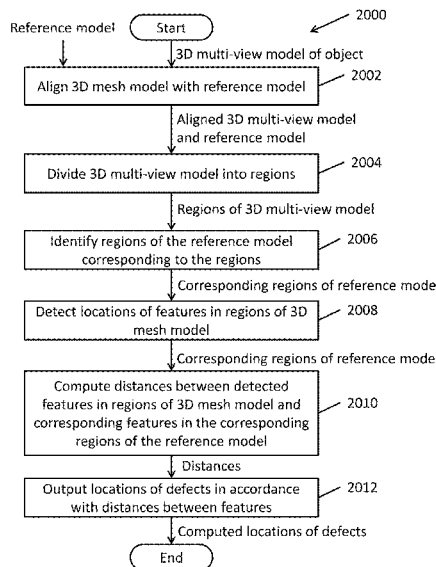 2000
Reference model
Start
3D multi-view model of object
2002
Align 3D mesh model with reference model
Aligned 3D multi-view model
and reference model
2004
Divide 3D multi-view model into regions
Regions of 3D multi-view model
2006
Identify regions of the reference model
corresponding to the regions
Corresponding regions of reference mode
2008
Detect locations of features in regions of 3D
mesh model
Corresponding regions of reference mode
2010
Compute distances between detected
features in regions of 3D mesh model and
corresponding features in the corresponding
regions of the reference model
Distances
2012
Output locations of defects in accordance
with distances between features
Computed locations of defects
End